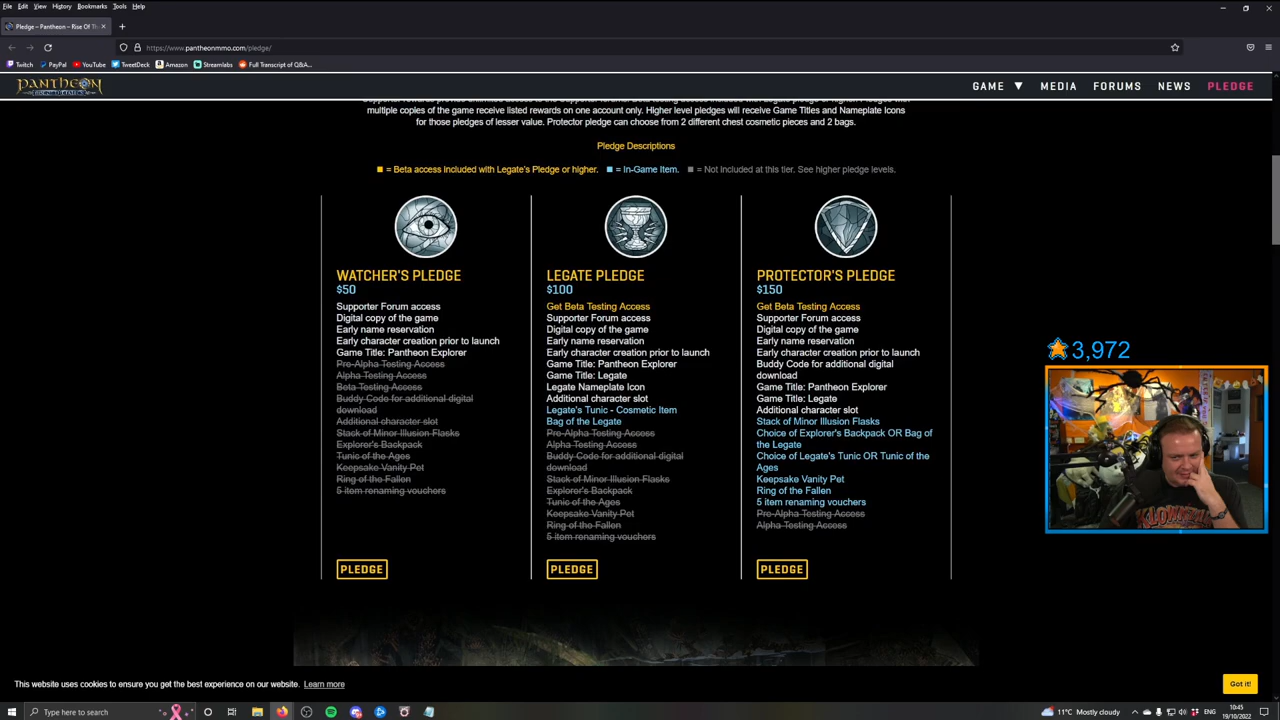 File Edit View History Bookmarks Tools Help
Pledge – Pantheon – Rise Of Th
https://www.pantheonmmo.com/pledge/
Twitch PayPal YouTube TweetDeck Amazon Streamlabs Full Transcript of Q&A...
PANTHEON
GAME ▼ MEDIA FORUMS NEWS PLEDGE
multiple copies of the game receive listed rewards on one account only. Higher level pledges will receive Game Titles and Nameplate Icons
for those pledges of lesser value. Protector pledge can choose from 2 different chest cosmetic pieces and 2 bags.
Pledge Descriptions
= Beta access included with Legate's Pledge or higher. = In-Game Item. = Not Included at this tier. See higher pledge levels.
WATCHER'S PLEDGE
$50
Supporter Forum access
Digital copy of the game
Early name reservation
Early character creation prior to launch
Game Title: Pantheon Explorer
Pre-Alpha Testing Access
Alpha Testing Access
Beta Testing Access
Buddy Code for additional digital
download
Additional character slot
Stack of Minor Illusion Flasks
Explorer's Backpack
Tunic of the Ages
Keepsake Vanity Pet
Ring of the Fallen
5 item renaming vouchers
PLEDGE
LEGATE PLEDGE
$100
Get Beta Testing Access
Supporter Forum access
Digital copy of the game
Early name reservation
Early character creation prior to launch
Game Title: Pantheon Explorer
Game Title: Legate
Legate Nameplate Icon
Additional character slot
Legate's Tunic - Cosmetic Item
Bag of the Legate
Pre-Alpha Testing Access
Alpha Testing Access
Buddy Code for additional digital
download
Stack of Minor Illusion Flasks
Explorer's Backpack
Tunic of the Ages
Keepsake Vanity Pet
Ring of the Fallen
5 item renaming vouchers
PLEDGE
PROTECTOR'S PLEDGE
$150
Get Beta Testing Access
Supporter Forum access
Digital copy of the game
Early name reservation
Early character creation prior to launch
Buddy Code for additional digital
download
Game Title: Pantheon Explorer
Game Title: Legate
Additional character slot
Stack of Minor Illusion Flasks
Choice of Explorer's Backpack OR Bag of
the Legate
Choice of Legate's Tunic OR Tunic of the
Ages
Keepsake Vanity Pet
Ring of the Fallen
5 item renaming vouchers
Pre-Alpha Testing Access
Alpha Testing Access
PLEDGE
3,972
This website uses cookies to ensure you get the best experience on our website. Learn more
Got it!
Type here to search
11°C Mostly cloudy
ENG
10:45
19/10/2022